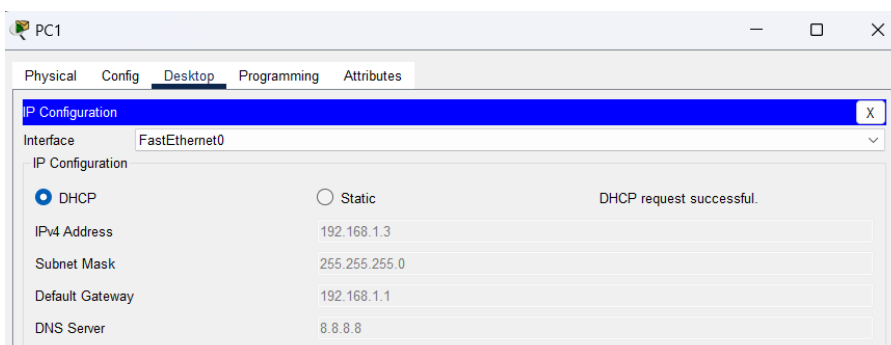 PC1
Physical Config Desktop Programming Attributes
IP Configuration X
Interface FastEthernet0
IP Configuration
DHCP Static DHCP request successful.
IPv4 Address 192.168.1.3
Subnet Mask 255.255.255.0
Default Gateway 192.168.1.1
DNS Server 8.8.8.8